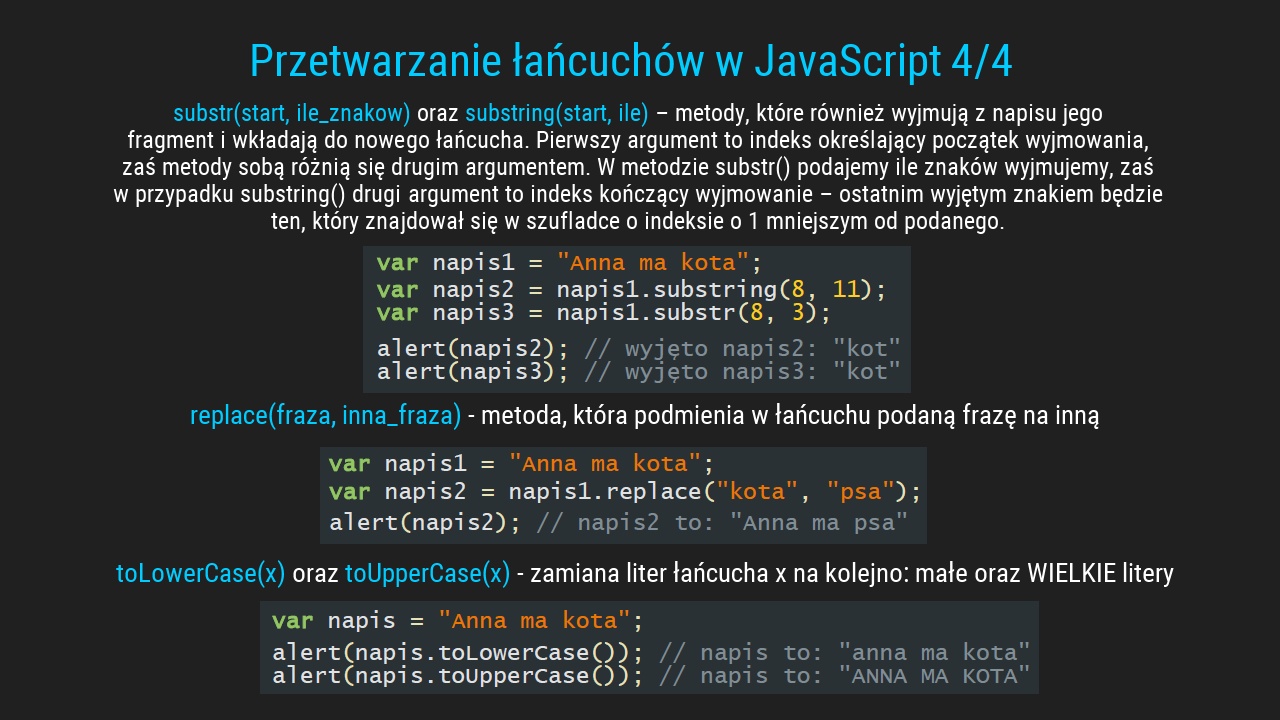 Przetwarzanie łańcuchów w JavaScript 4/4
substr(start, ile_znakow) oraz substring(start, ile) – metody, które również wyjmują z napisu jego
fragment i wkładają do nowego łańcucha. Pierwszy argument to indeks określający początek wyjmowania,
zaś metody sobą różnią się drugim argumentem. W metodzie substr() podajemy ile znaków wyjmujemy, zaś
w przypadku substring() drugi argument to indeks kończący wyjmowanie – ostatnim wyjętym znakiem będzie
ten, który znajdował się w szufladce o indeksie o 1 mniejszym od podanego.
var napis1 = "Anna ma kota";
var napis2 = napis1.substring(8, 11);
var napis3 = napis1.substr(8, 3);
alert(napis2); // wyjęto napis2: "kot"
alert(napis3); // wyjęto napis3: "kot"
replace(fraza, inna_fraza) - metoda, która podmienia w łańcuchu podaną frazę na inną
var napis1 = "Anna ma kota";
var napis2 = napis1.replace("kota", "psa");
alert(napis2); // napis2 to: "Anna ma psa"
toLowerCase(x) oraz toUpperCase(x) - zamiana liter łańcucha x na kolejno: małe oraz WIELKIE litery
var napis = "Anna ma kota";
alert(napis.toLowerCase()); // napis to: "anna ma kota"
alert(napis.toUpperCase()); // napis to: "ANNA MA KOTA"